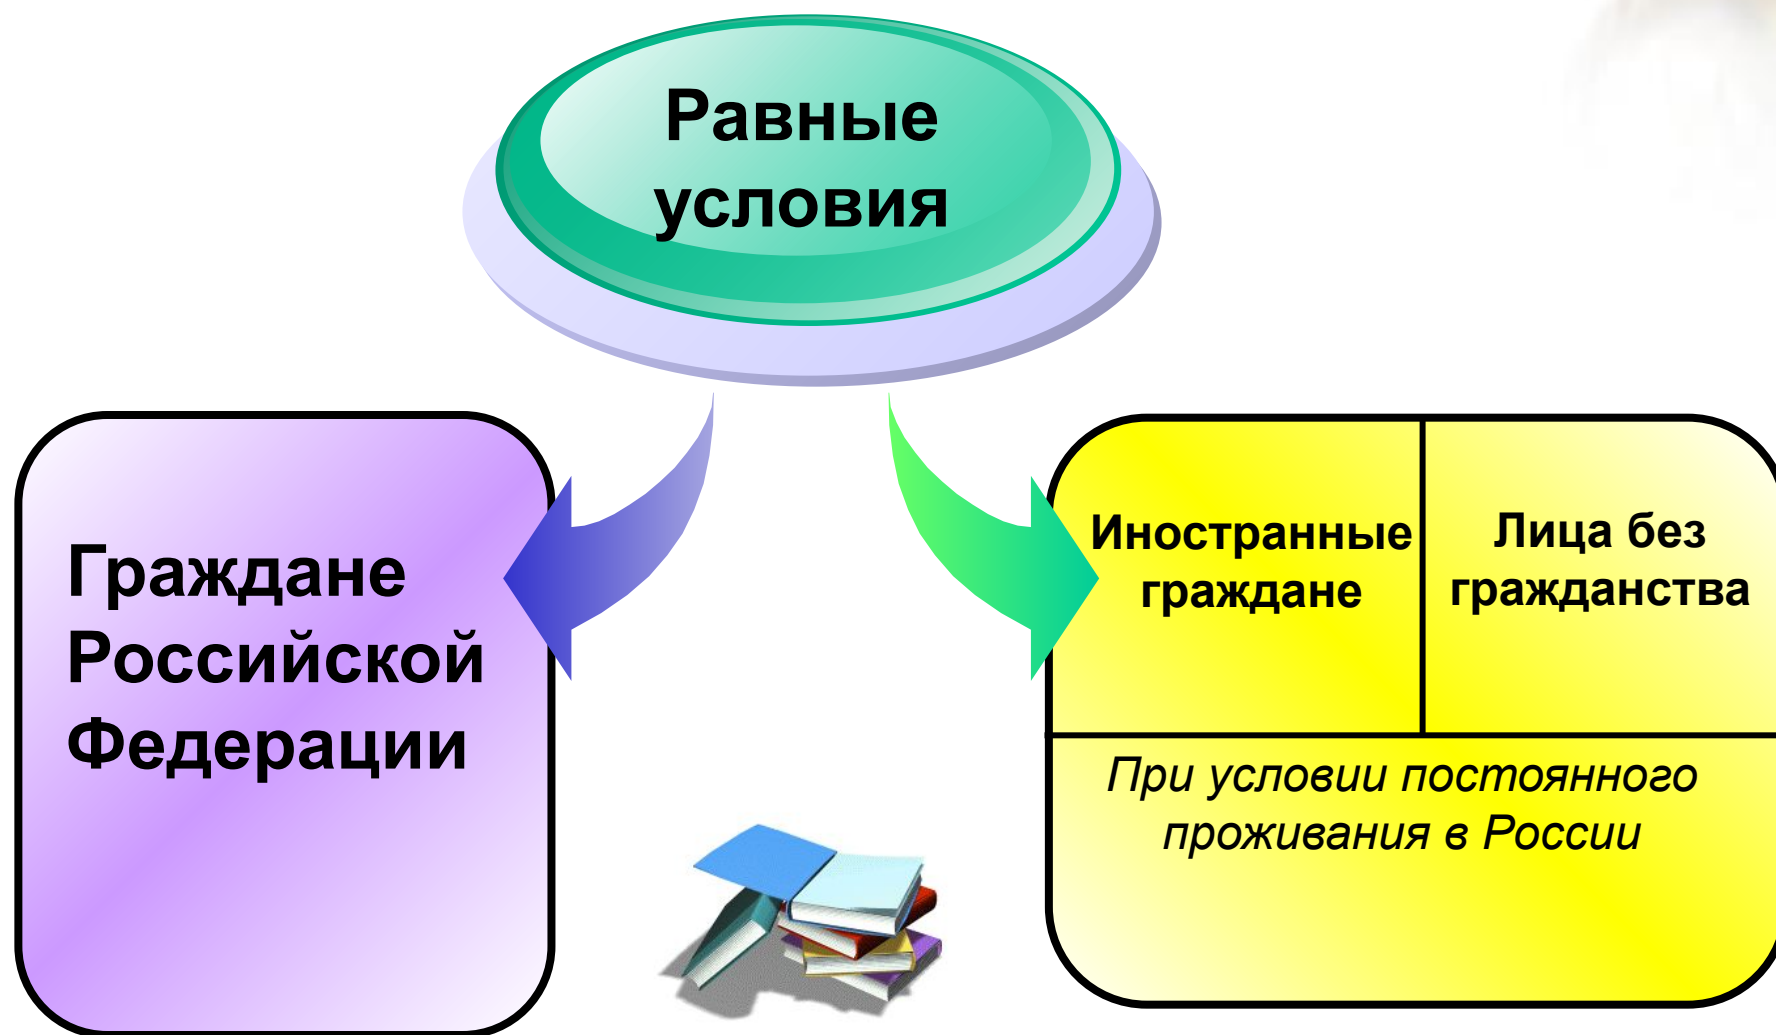 Равные
условия
Граждане
Российской
Федерации
Иностранные
граждане
Лица без
гражданства
При условии постоянного
проживания в России